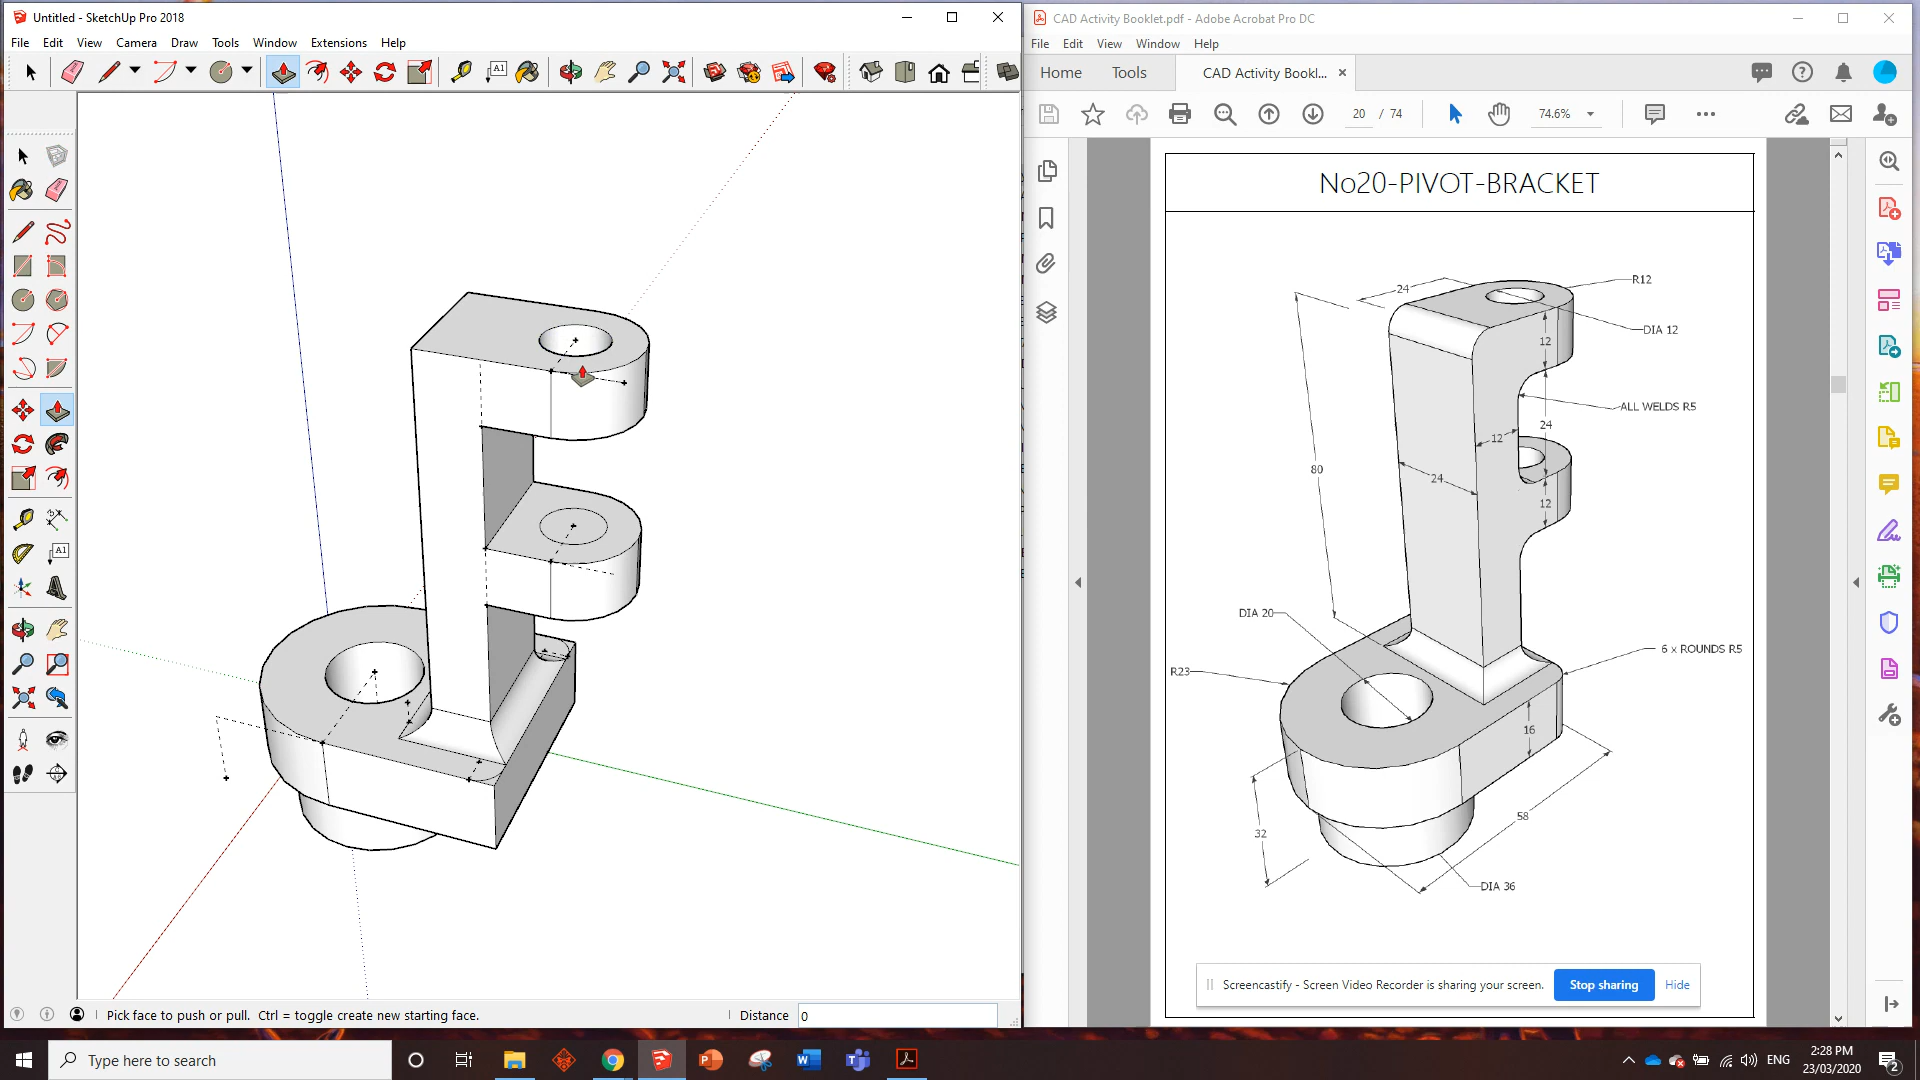 Untitled - SketchUp Pro 2018
File Edit View Camera Draw Tools Window Extensions Help
A1
A1
Pick face to push or pull. Ctrl = toggle create new starting face.
Distance 0
CAD Activity Booklet.pdf - Adobe Acrobat Pro DC
File Edit View Window Help
Home Tools CAD Activity Bookl... ×
20 / 74 74.6%
No20-PIVOT-BRACKET
24
R12
DIA 12
12
ALL WELDS R5
24
12
80
24
12
DIA 20
6 x ROUNDS R5
R23
16
58
32
DIA 36
Screencastify - Screen Video Recorder is sharing your screen. Stop sharing Hide
Type here to search
ENG
2:28 PM
23/03/2020
2